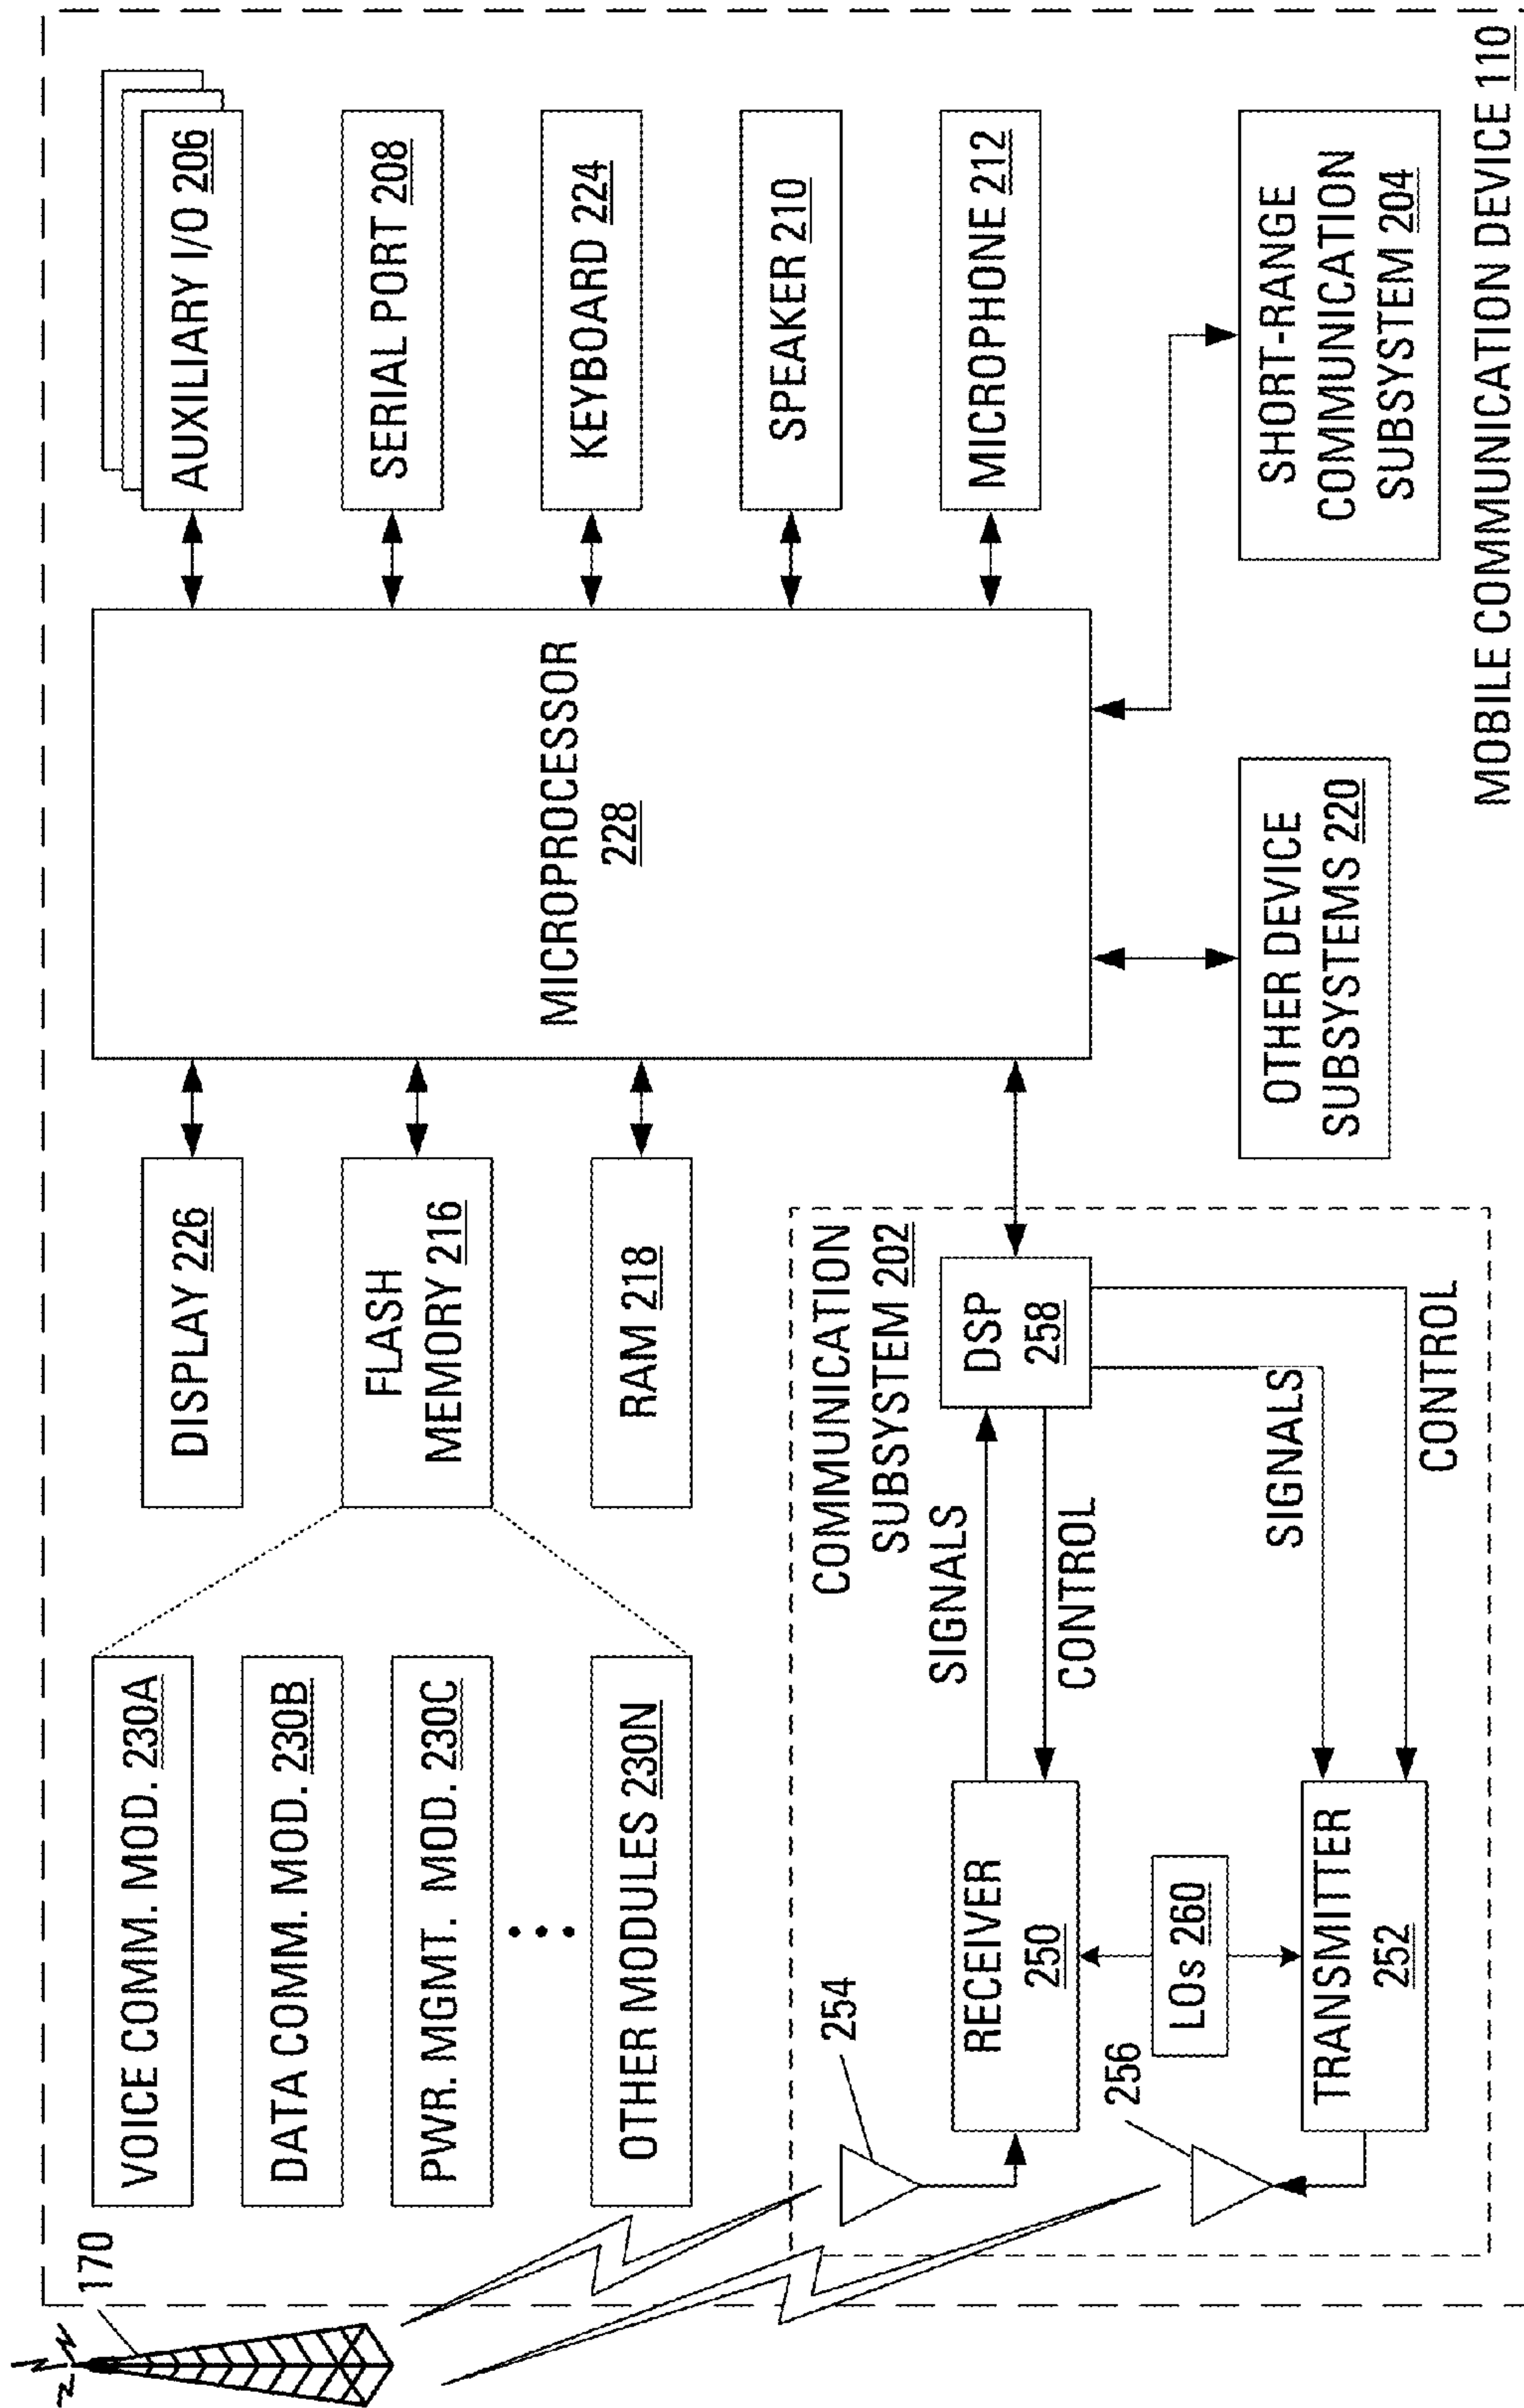 170
VOICE COMM. MOD. 230A
DATA COMM. MOD. 230B
PWR. MGMT. MOD. 230C
OTHER MODULES 230N
DISPLAY 226
FLASH
MEMORY 216
RAM 218
MICROPROCESSOR
228
AUXILIARY I/O 206
SERIAL PORT 208
KEYBOARD 224
SPEAKER 210
MICROPHONE 212
COMMUNICATION
SUBSYSTEM 202
254
RECEIVER
250
SIGNALS
CONTROL
DSP
258
256
LOs 260
TRANSMITTER
252
SIGNALS
CONTROL
OTHER DEVICE
SUBSYSTEMS 220
SHORT-RANGE
COMMUNICATION
SUBSYSTEM 204
MOBILE COMMUNICATION DEVICE 110